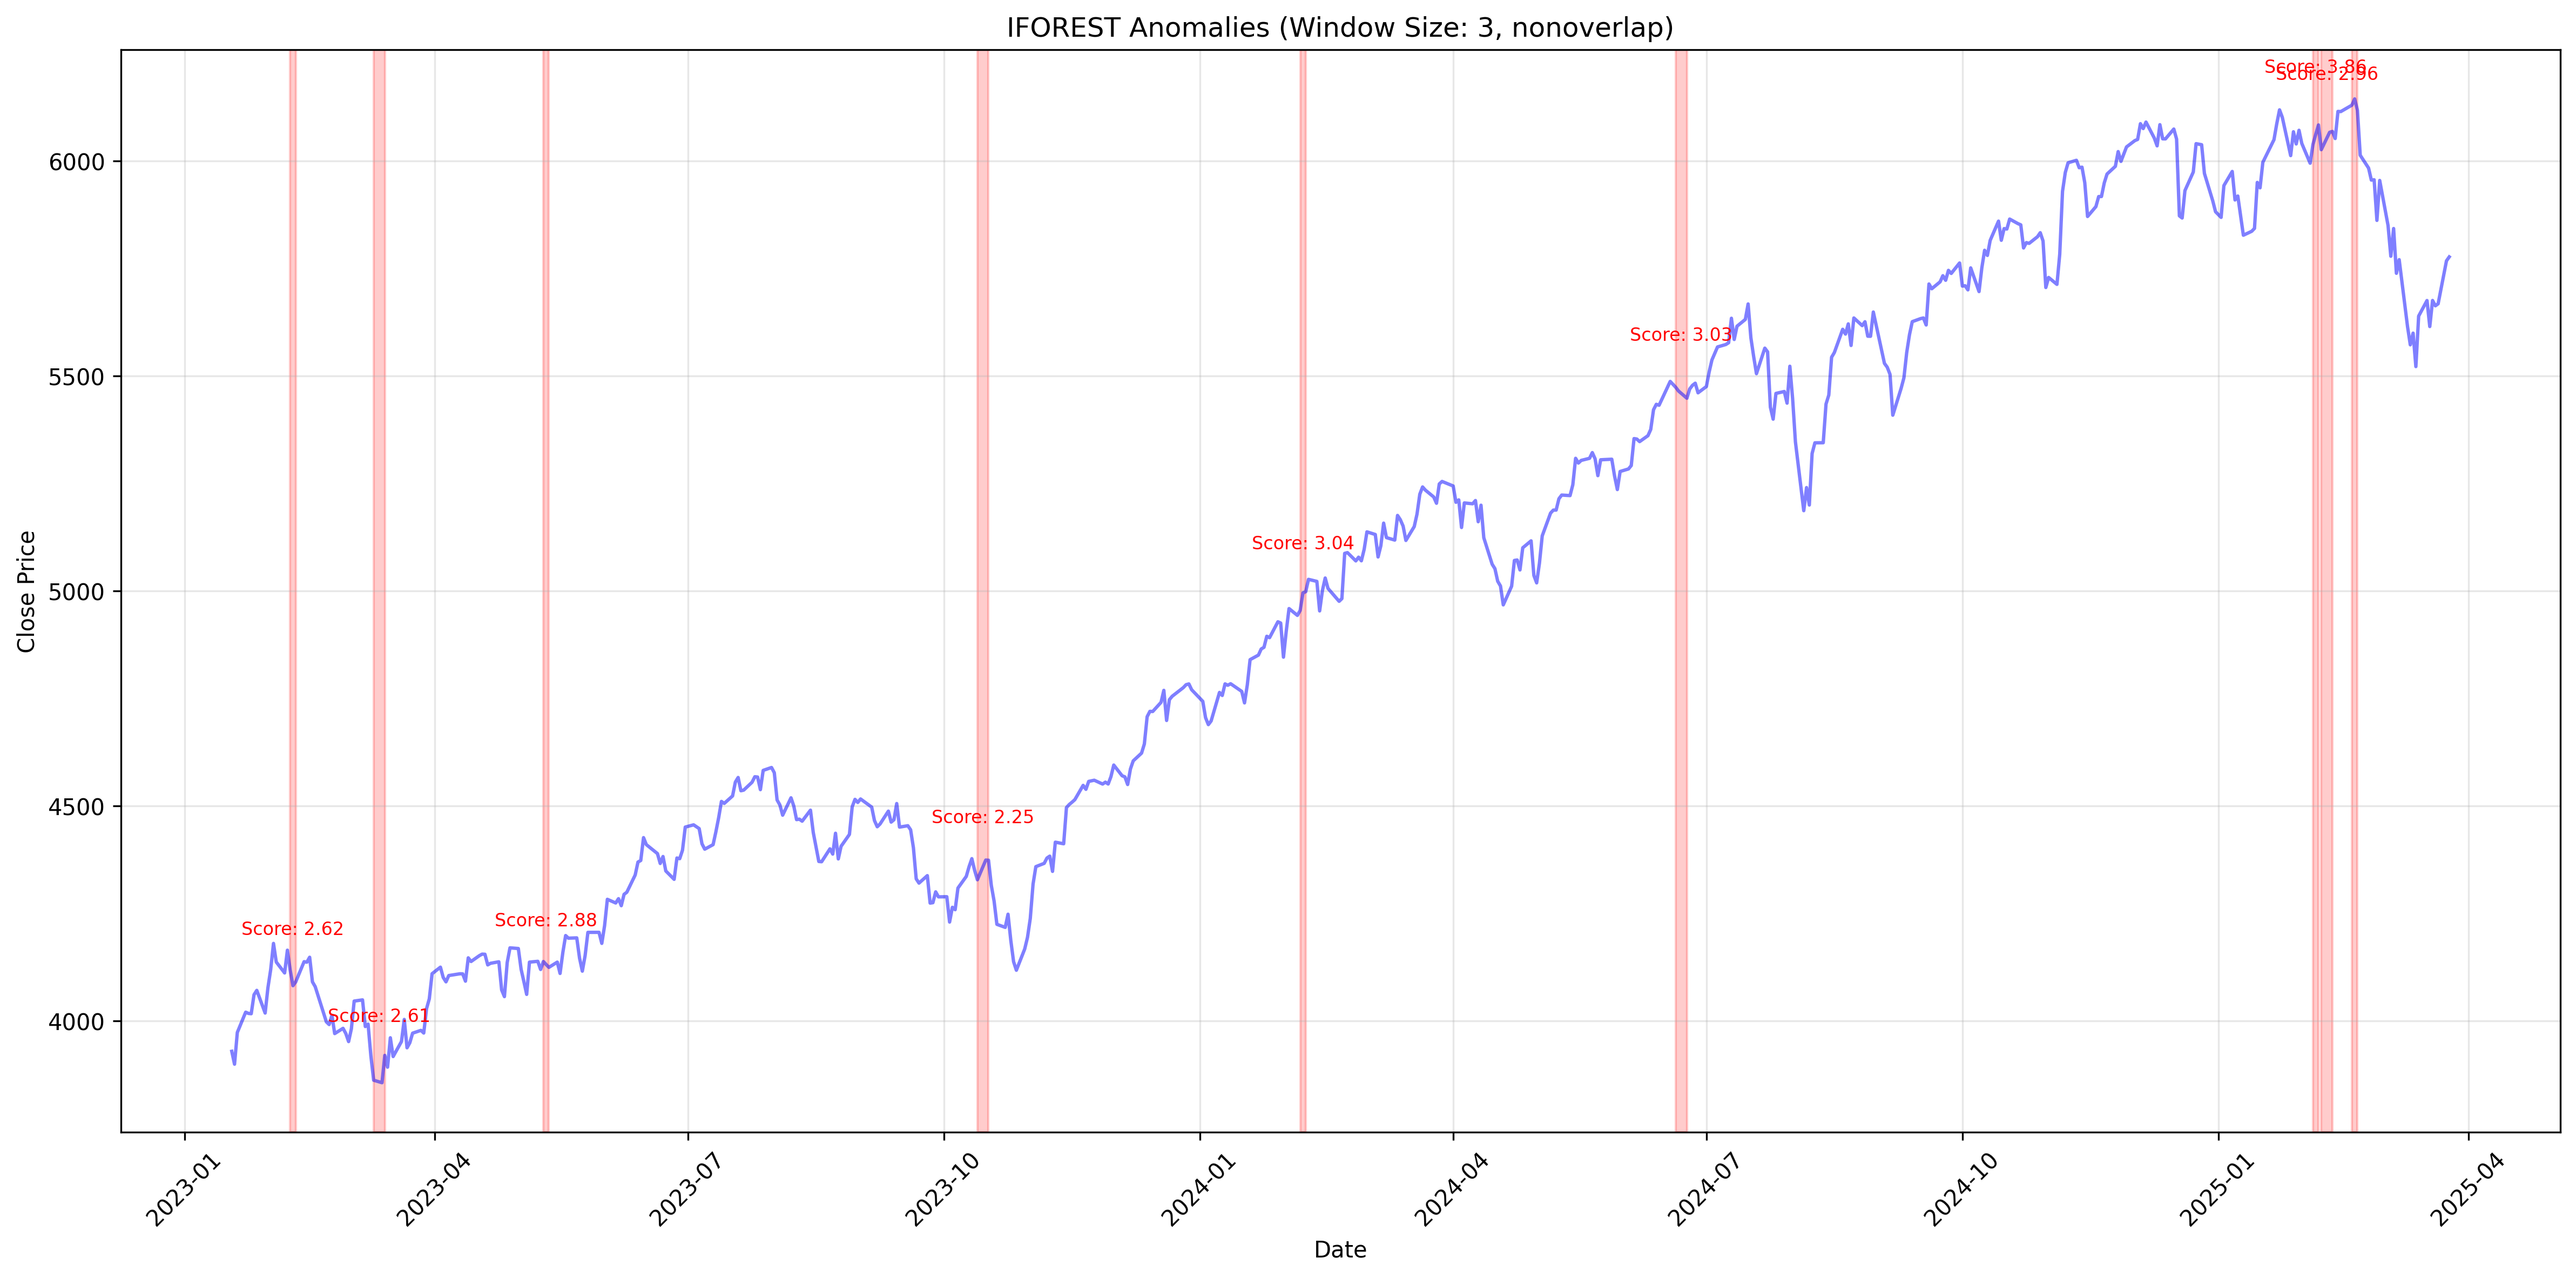 IFOREST Anomalies (Window Size: 3, nonoverlap)
Score: 3.86
Score: 2.96
6000
Score: 3.03
5500
Score: 3.04
5000
Close Price
4500
Score: 2.25
Score: 2.88
Score: 2.62
4000
Score: 2.61
2023-01
2023-04
2023-07
2023-10
2024-01
2024-04
2024-07
2024-10
2025-01
2025-04
Date